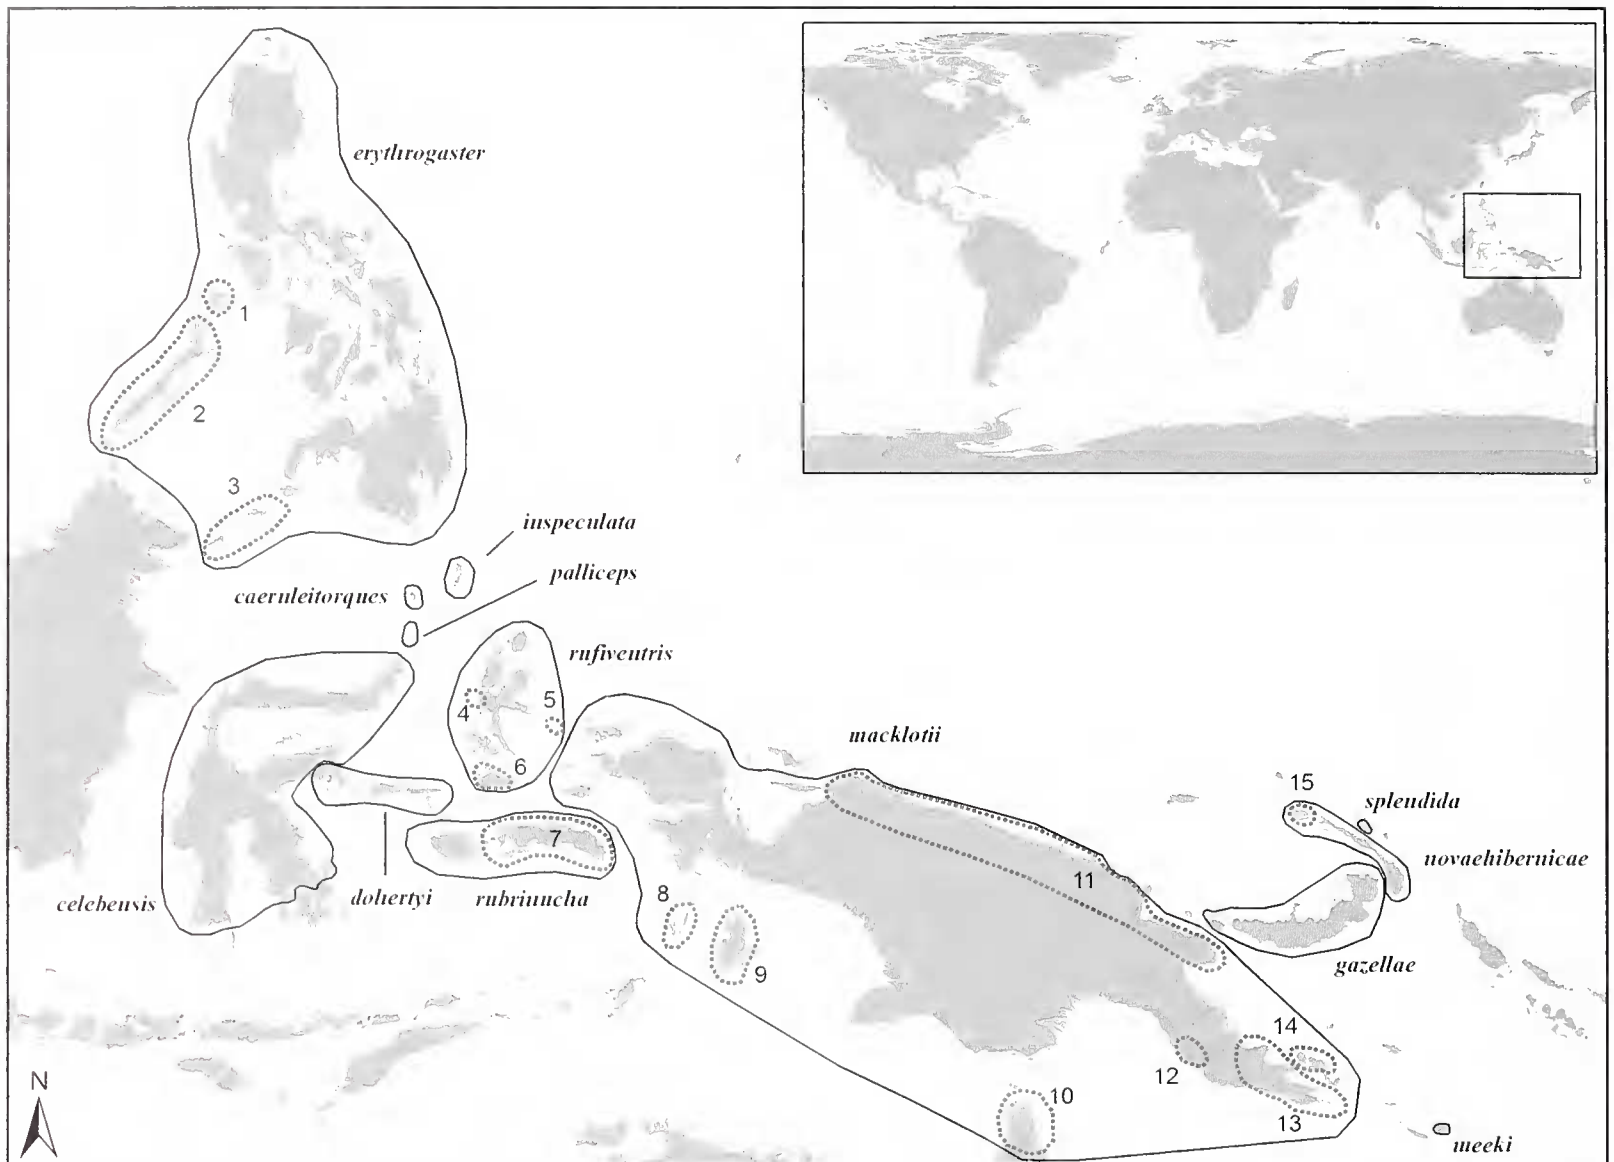 erythrogaster
1
2
3
inspeculata
palliceps
caeruleitorques
rufiventris
4
5
6
macklotii
15
splendida
7
novaehibernicae
11
celebensis
dohertyi
rubrinucha
8
9
gazellae
14
12
10
13
N
meeki